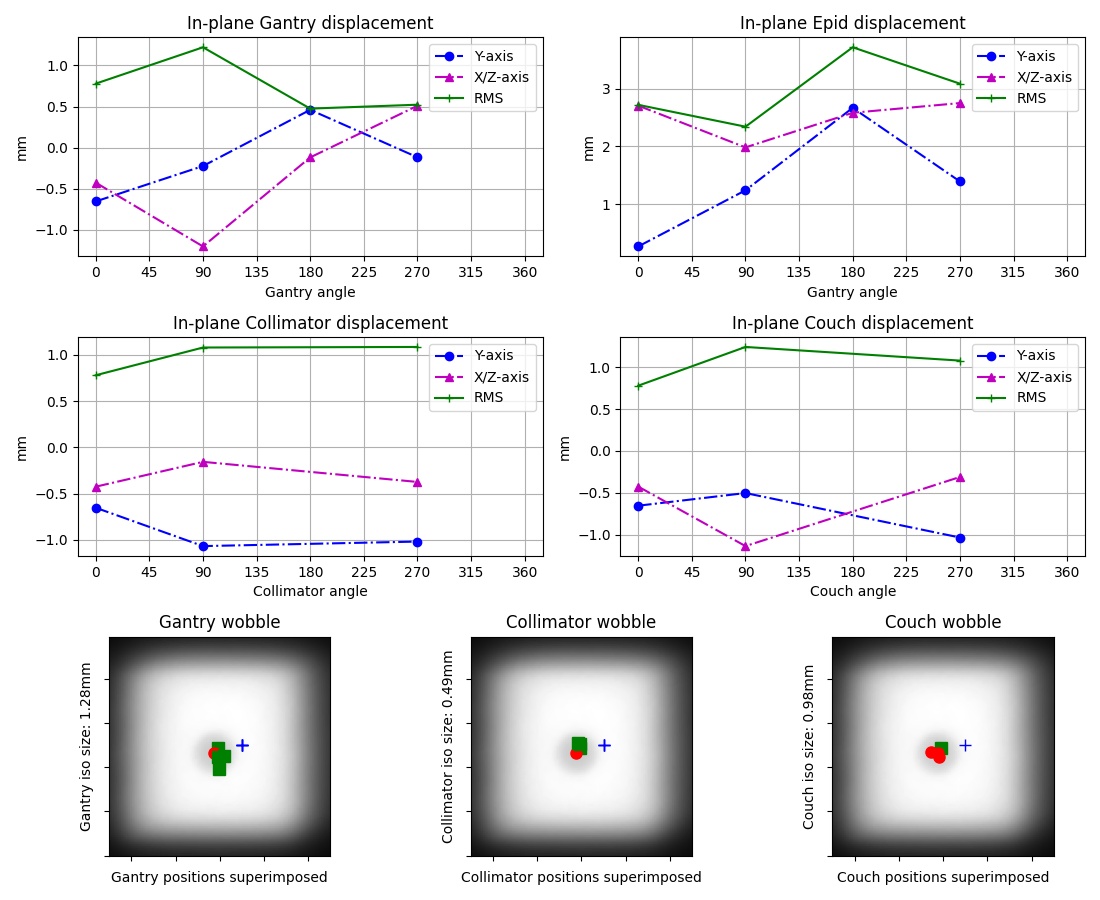 In-plane Gantry displacement
In-plane Epid displacement
1.0
0.5
0.0
−0.5
−1.0
mm
Y-axis
X/Z-axis
RMS
0 45 90 135 180 225 270 315 360
Gantry angle
3
2
1
mm
Y-axis
X/Z-axis
RMS
0 45 90 135 180 225 270 315 360
Gantry angle
In-plane Collimator displacement
In-plane Couch displacement
1.0
0.5
0.0
−0.5
−1.0
mm
Y-axis
X/Z-axis
RMS
0 45 90 135 180 225 270 315 360
Collimator angle
1.0
0.5
0.0
−0.5
−1.0
mm
Y-axis
X/Z-axis
RMS
0 45 90 135 180 225 270 315 360
Couch angle
Gantry wobble
Gantry iso size: 1.28mm
Gantry positions superimposed
Collimator wobble
Collimator iso size: 0.49mm
Collimator positions superimposed
Couch wobble
Couch iso size: 0.98mm
Couch positions superimposed